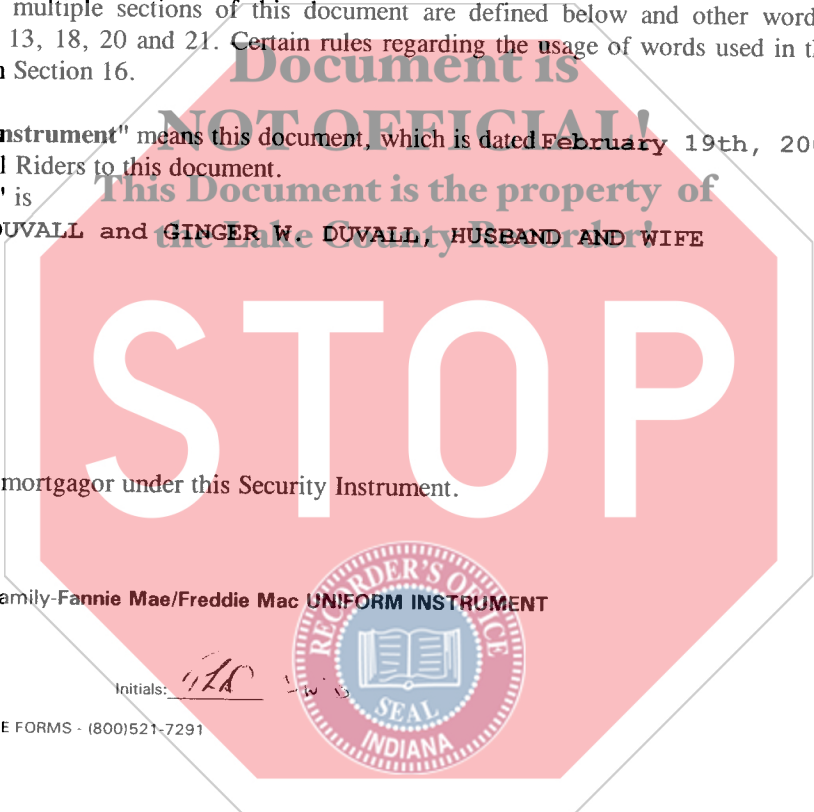 multiple sections of this document are defined below and other word
13, 18, 20 and 21. Certain rules regarding the usage of words used in t
Section 16.
Document is
NOT OFFICIAL!
nstrument" means this document, which is dated February 19th, 20
l Riders to this document.
This Document is the property of
" is
the Lake County Recorder!
DUVALL and GINGER W. DUVALL, HUSBAND AND WIFE
STOP
mortgagor under this Security Instrument.
amily-Fannie Mae/Freddie Mac UNIFORM INSTRUMENT
RECORDER'S OFFICE
SEAL
INDIANA
Initials:
E FORMS - (800)521-7291